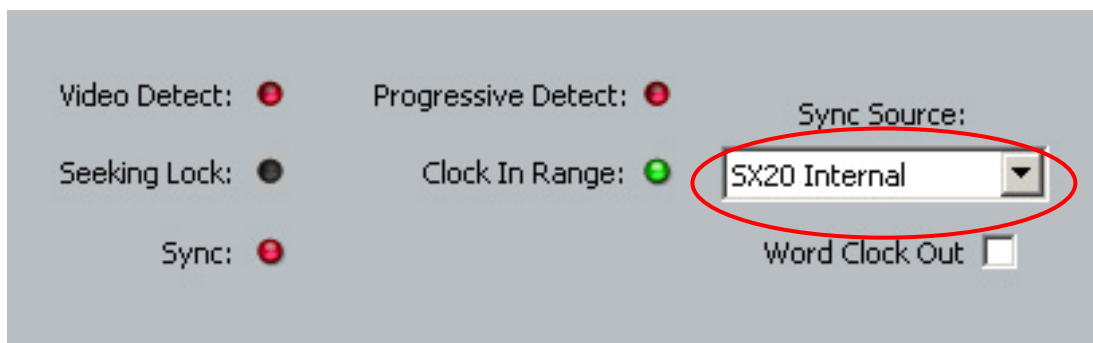 Video Detect:
Progressive Detect:
Sync Source:
Seeking Lock:
Clock In Range:
SX20 Internal
Sync:
Word Clock Out